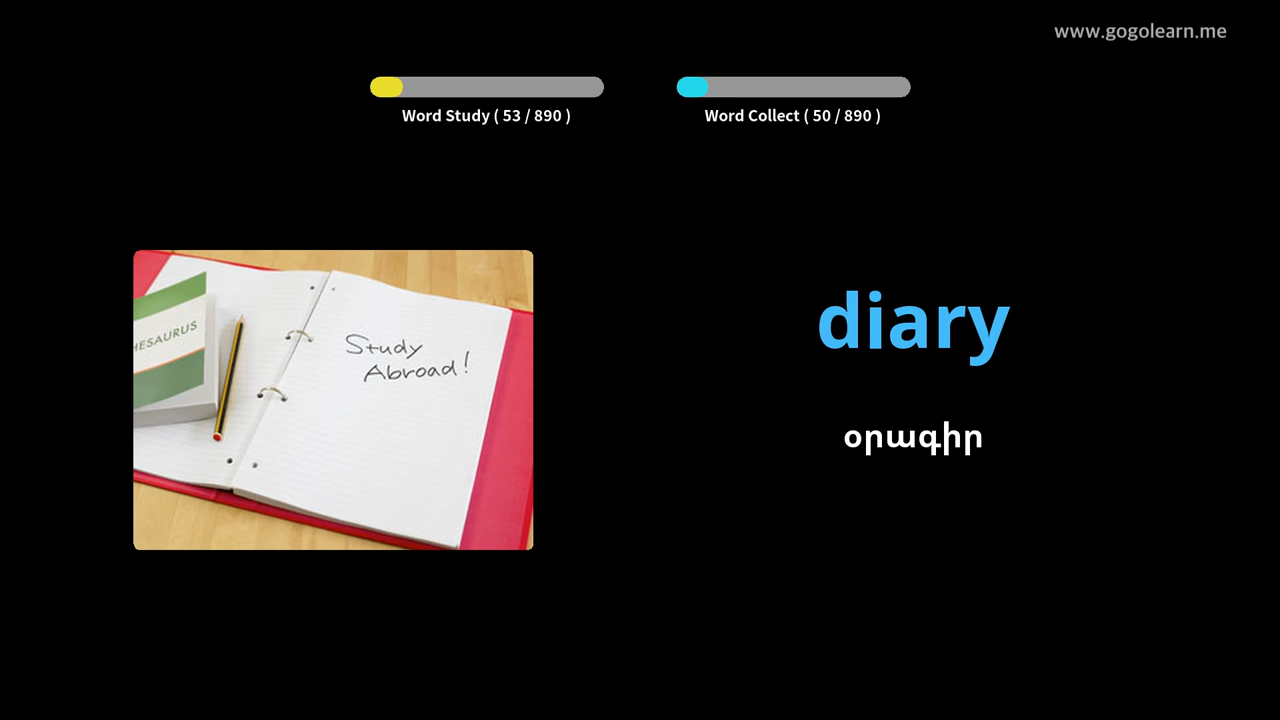 www.gogolearn.me
Word Study ( 53 / 890 )
Word Collect ( 50 / 890 )
HESAURUS
Study
Abroad!
diary
օրագիր